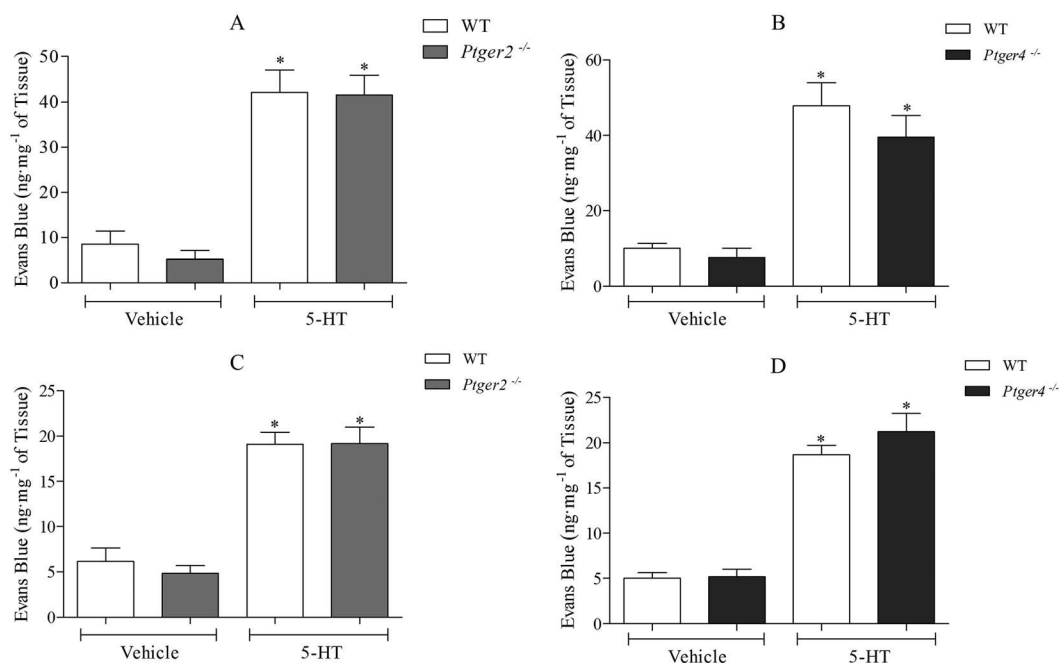 A
WT
Ptger2 -/-
Evans Blue (ng·mg-1 of Tissue)
50
40
30
20
10
0
*
*
Vehicle
5-HT
B
WT
Ptger4 -/-
Evans Blue (ng·mg-1 of Tissue)
60
40
20
0
*
*
Vehicle
5-HT
C
WT
Ptger2 -/-
Evans Blue (ng·mg-1 of Tissue)
25
20
15
10
5
0
*
*
Vehicle
5-HT
D
WT
Ptger4 -/-
Evans Blue (ng·mg-1 of Tissue)
25
20
15
10
5
0
*
*
Vehicle
5-HT